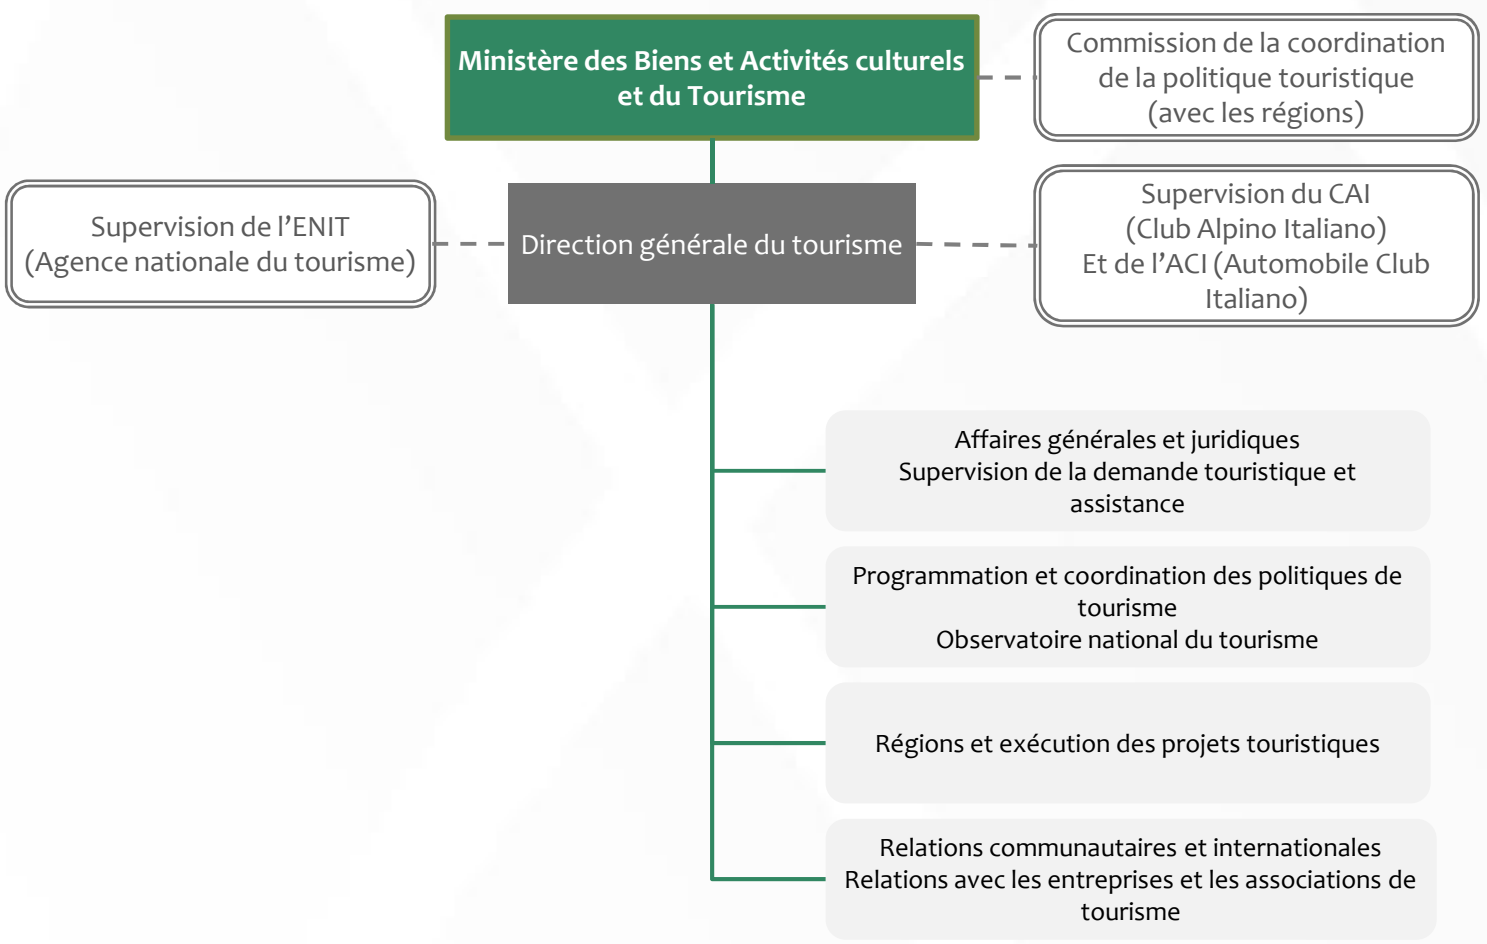 Ministère des Biens et Activités culturels
et du Tourisme
Commission de la coordination
de la politique touristique
(avec les régions)
Supervision de l’ENIT
(Agence nationale du tourisme)
Direction générale du tourisme
Supervision du CAI
(Club Alpino Italiano)
Et de l’ACI (Automobile Club
Italiano)
Affaires générales et juridiques
Supervision de la demande touristique et
assistance
Programmation et coordination des politiques de
tourisme
Observatoire national du tourisme
Régions et exécution des projets touristiques
Relations communautaires et internationales
Relations avec les entreprises et les associations de
tourisme